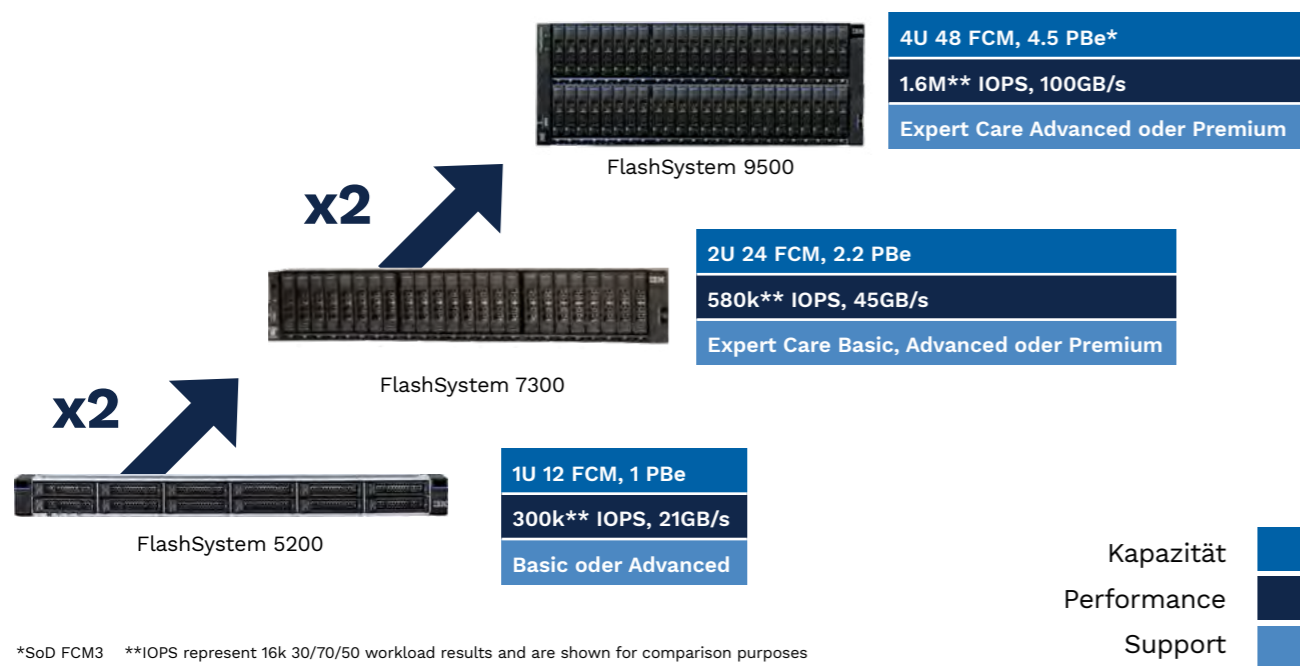 4U 48 FCM, 4.5 PBe*
1.6M** IOPS, 100GB/s
Expert Care Advanced oder Premium
FlashSystem 9500
x2
2U 24 FCM, 2.2 PBe
580k** IOPS, 45GB/s
Expert Care Basic, Advanced oder Premium
FlashSystem 7300
x2
1U 12 FCM, 1 PBe
300k** IOPS, 21GB/s
Basic oder Advanced
FlashSystem 5200
Kapazität
Performance
Support
*SoD FCM3 **IOPS represent 16k 30/70/50 workload results and are shown for comparison purposes